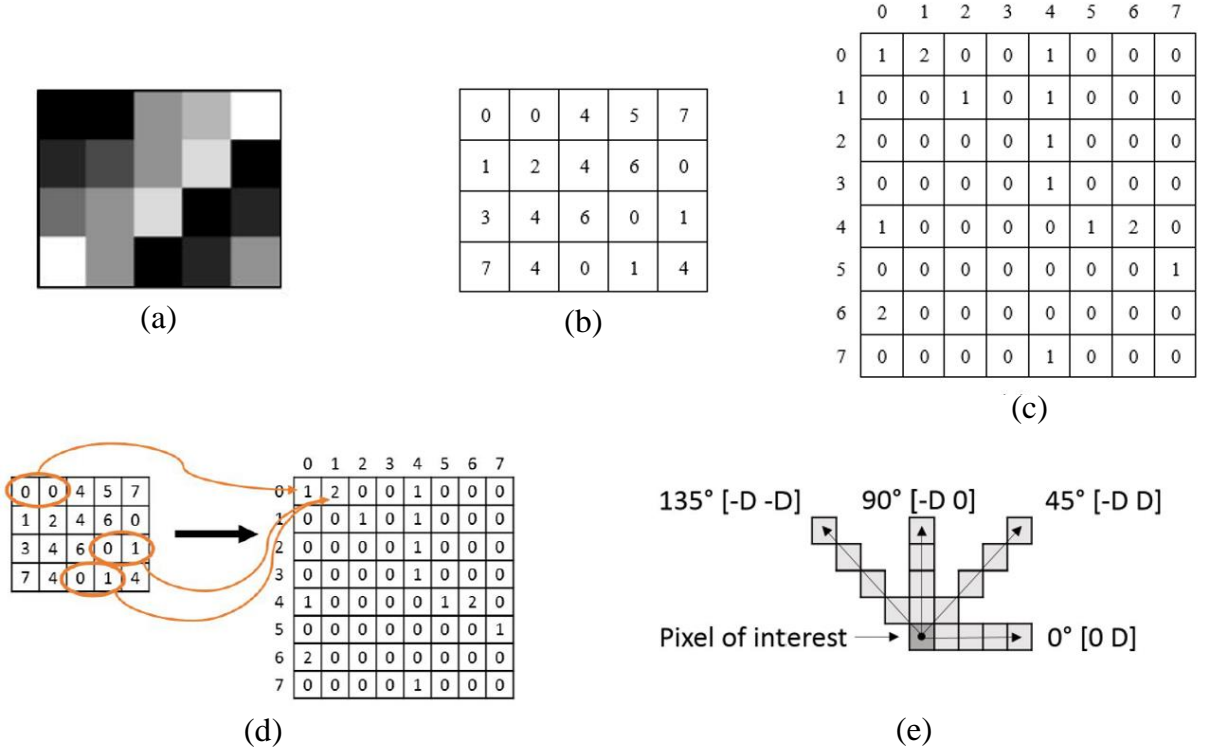 0 0 4 5 7
1 2 4 6 0
3 4 6 0 1
7 4 0 1 4
0 1 2 3 4 5 6 7
0 1 2 0 0 1 0 0 0
1 0 0 1 0 1 0 0 0
2 0 0 0 0 1 0 0 0
3 0 0 0 0 1 0 0 0
4 1 0 0 0 0 1 2 0
5 0 0 0 0 0 0 0 1
6 2 0 0 0 0 0 0 0
7 0 0 0 0 1 0 0 0
(a)
(b)
(c)
0 0 4 5 7
1 2 4 6 0
3 4 6 0 1
7 4 0 1 4
0 1 2 3 4 5 6 7
0 1 2 0 0 1 0 0 0
1 0 0 1 0 1 0 0 0
2 0 0 0 0 1 0 0 0
3 0 0 0 0 1 0 0 0
4 1 0 0 0 0 1 2 0
5 0 0 0 0 0 0 0 1
6 2 0 0 0 0 0 0 0
7 0 0 0 0 1 0 0 0
135° [-D -D] 90° [-D 0] 45° [-D D]
Pixel of interest 0° [0 D]
(d)
(e)